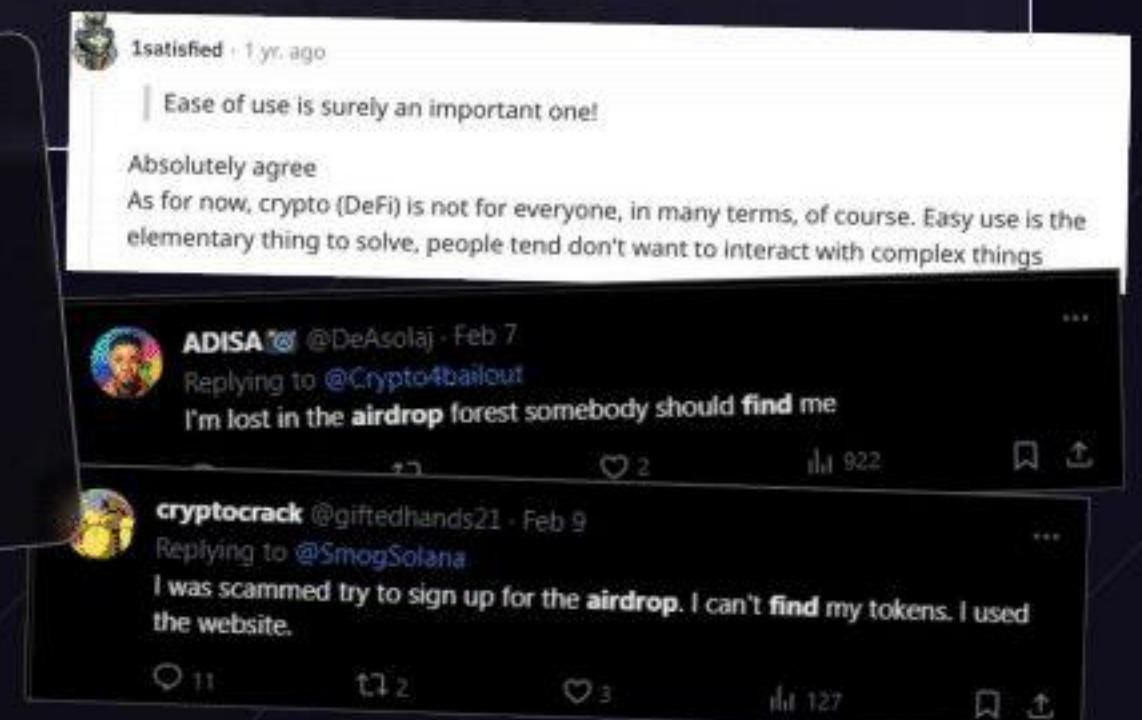 1satisfied · 1 yr. ago
Ease of use is surely an important one!
Absolutely agree
As for now, crypto (DeFi) is not for everyone, in many terms, of course. Easy use is the
elementary thing to solve, people tend don't want to interact with complex things
ADISA @DeAsolaj · Feb 7
Replying to @Crypto4bailout
I'm lost in the airdrop forest somebody should find me
2 922
cryptocrack @giftedhands21 · Feb 9
Replying to @SmogSolana
I was scammed try to sign up for the airdrop. I can't find my tokens. I used
the website.
11 2 3 127